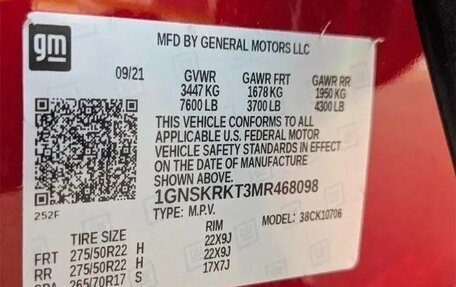 gm
MFD BY GENERAL MOTORS LLC
09/21 GVWR GAWR FRT GAWR RR
3447 KG 1678 KG 1950 KG
7600 LB 3700 LB 4300 LB
THIS VEHICLE CONFORMS TO ALL
APPLICABLE U.S. FEDERAL MOTOR
VEHICLE SAFETY STANDARDS IN EFFECT
ON THE DATE OF MANUFACTURE
1GNSKRKT3MR468098
TYPE: M.P.V. 38CK10706
252F
TIRE SIZE RIM
FRT 275/50R22 H 22X9J
RR 275/50R22 H 22X9J
SPA 265/70R17 S 17X7J